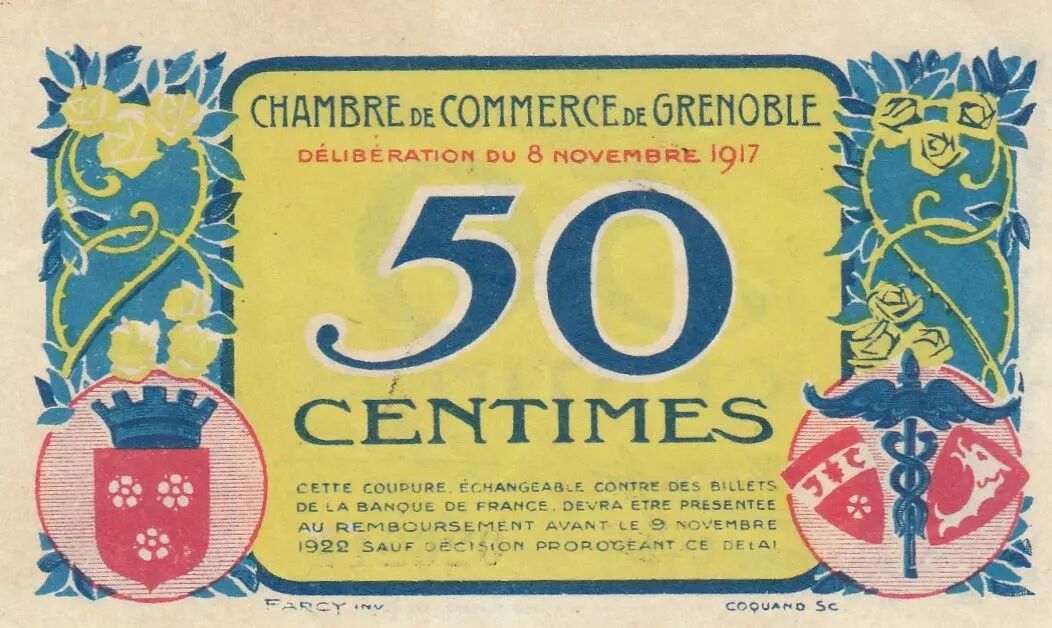 CHAMBRE DE COMMERCE DE GRENOBLE
DÉLIBÉRATION DU 8 NOVEMBRE 1917
50
CENTIMES
CETTE COUPURE, ÉCHANGEABLE CONTRE DES BILLETS
DE LA BANQUE DE FRANCE, DEVRA ETRE PRESENTEE
AU REMBOURSEMENT AVANT LE 9 NOVEMBRE
1922 SAUF DÉCISION PROROGEANT CE DELAI
FARCY INV
COQUAND SC